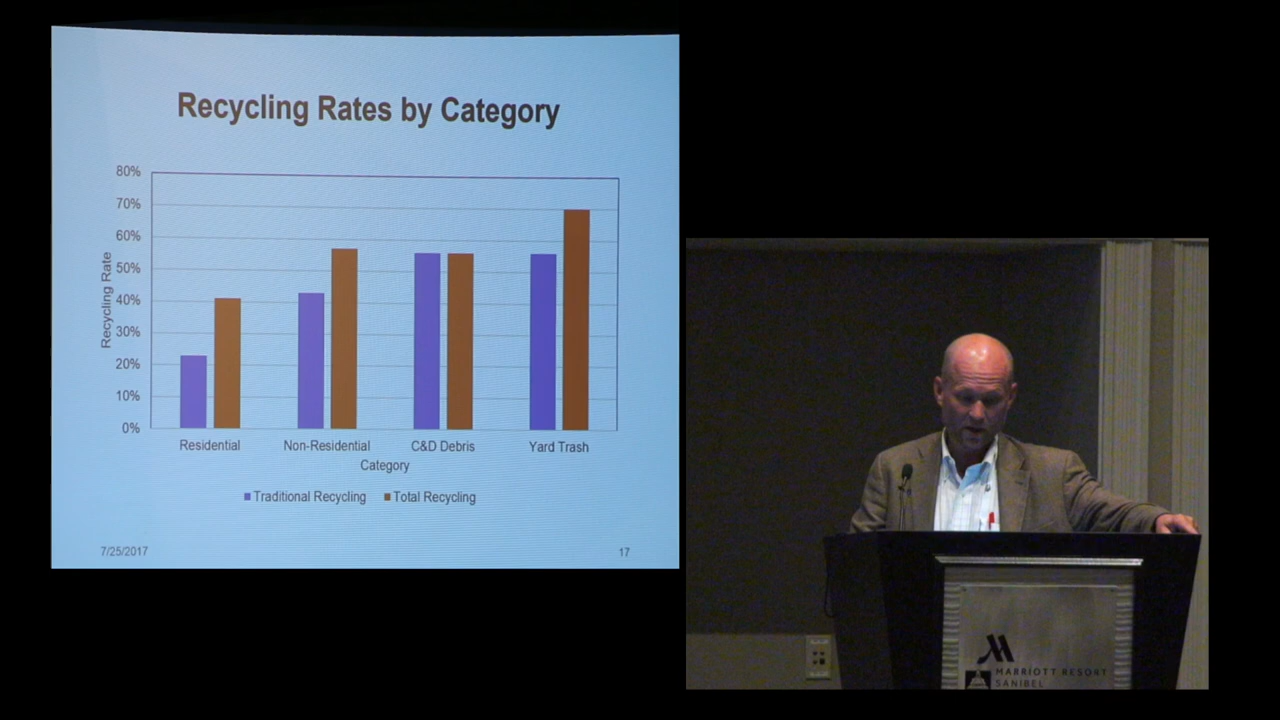 Recycling Rates by Category
80%
70%
60%
50%
40%
30%
20%
10%
0%
Recycling Rate
Residential Non-Residential C&D Debris Yard Trash
Category
Traditional Recycling Total Recycling
7/25/2017 17
MARRIOTT RESORT
SANIBEL